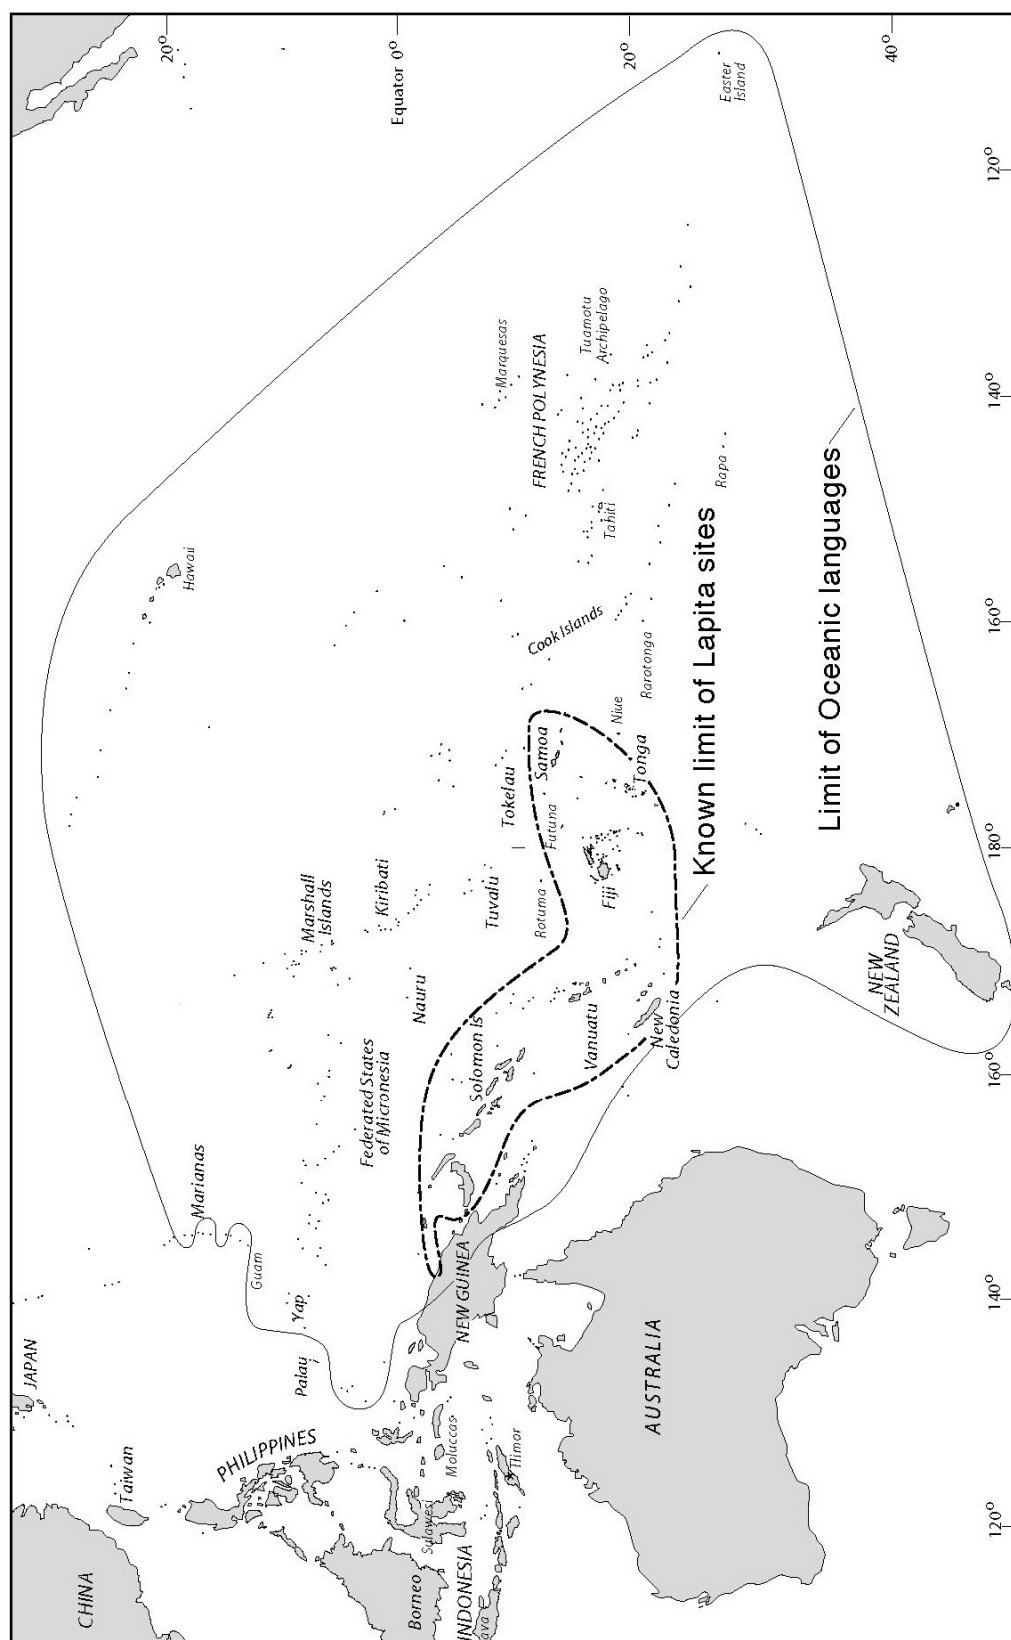 20°
Equator 0°
20°
40°
CHINA
JAPAN
Taiwan
PHILIPPINES
Palau
Yap
Guam
Marianas
Hawaii
Federated States
of Micronesia
Marshall
Islands
Kiribati
Nauru
Borneo
INDONESIA
Sulawesi
Moluccas
NEW GUINEA
Solomon Is
Tuvalu
Tokelau
Rotuma
Futuna
Samoa
Cook Islands
Marquesas
FRENCH POLYNESIA
Tuamotu
Archipelago
Tahiti
Fiji
Vanuatu
New
Caledonia
Tonga
Niue
Rarotonga
Rapa
Easter
Island
AUSTRALIA
NEW
ZEALAND
Known limit of Lapita sites
Limit of Oceanic languages
120°
140°
160°
180°
160°
140°
120°